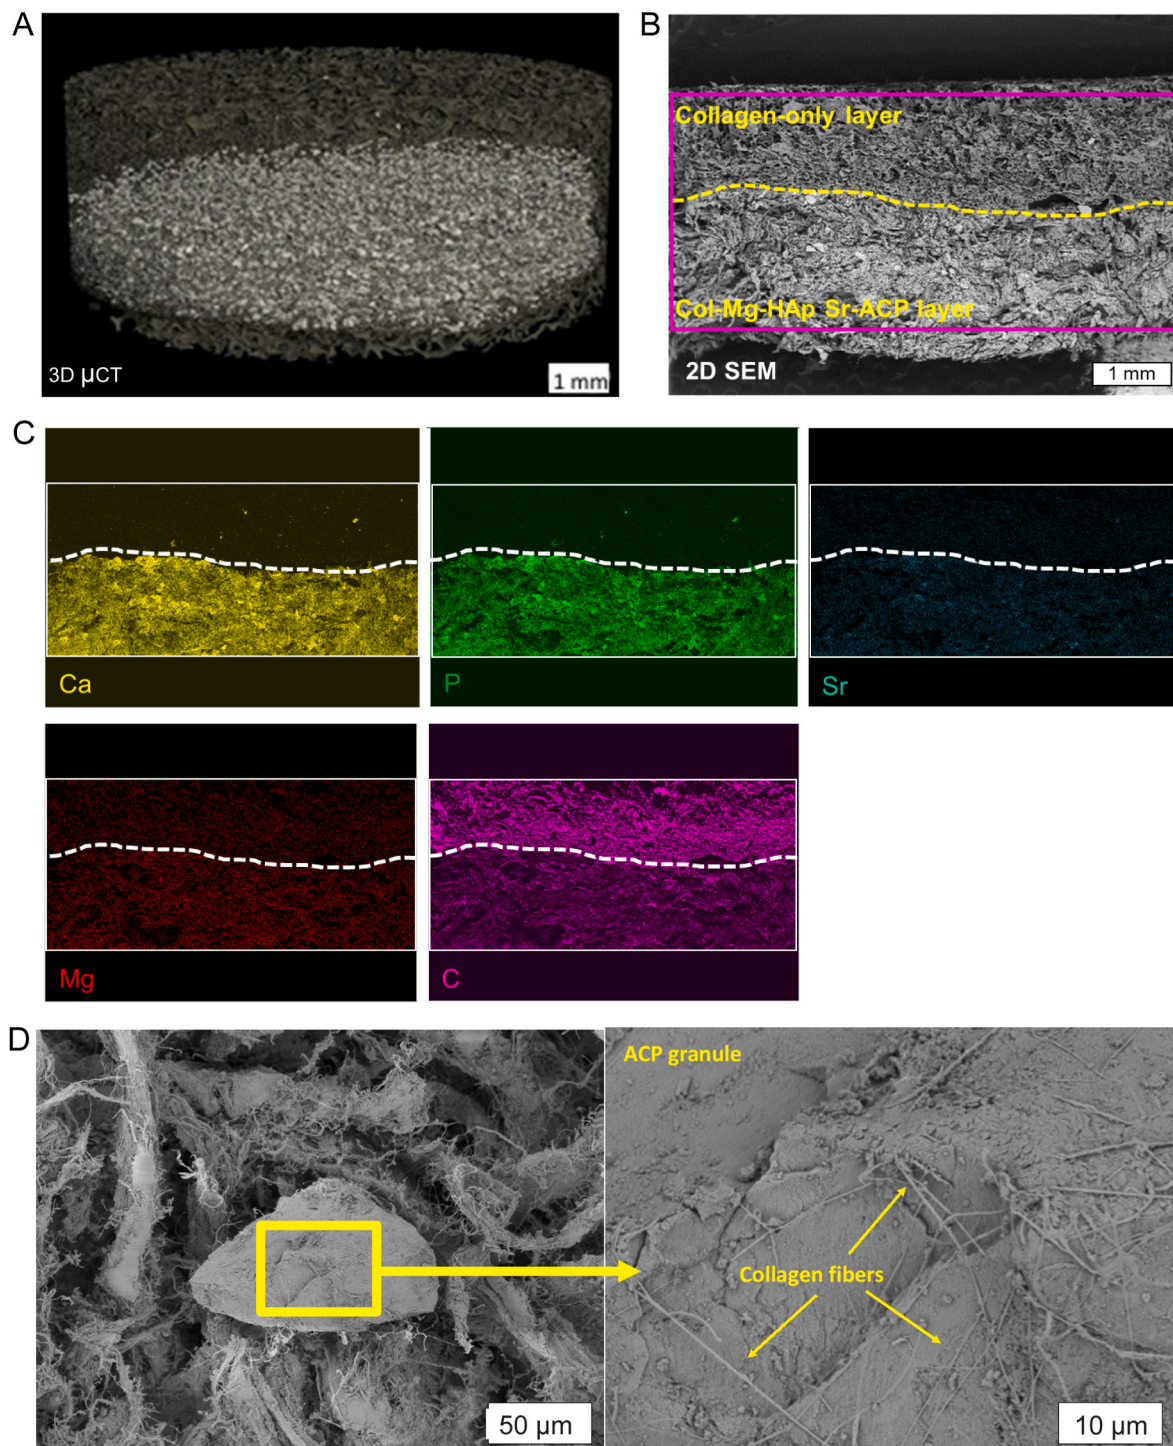 A
3D µCT
1 mm
B
Collagen-only layer
Col-Mg-HAp Sr-ACP layer
2D SEM
1 mm
C
Ca
P
Sr
Mg
C
D
50 µm
ACP granule
Collagen fibers
10 µm